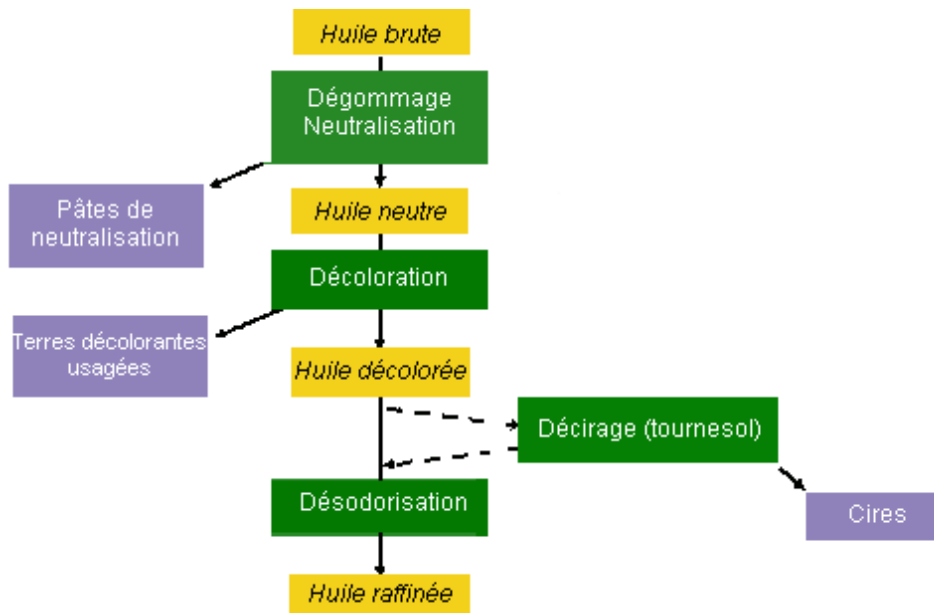 Huile brute
Dégommage
Neutralisation
Pâtes de
neutralisation
Huile neutre
Décoloration
Terres décolorantes
usagées
Huile décolorée
Décirage (tournesol)
Désodorisation
Cires
Huile raffinée